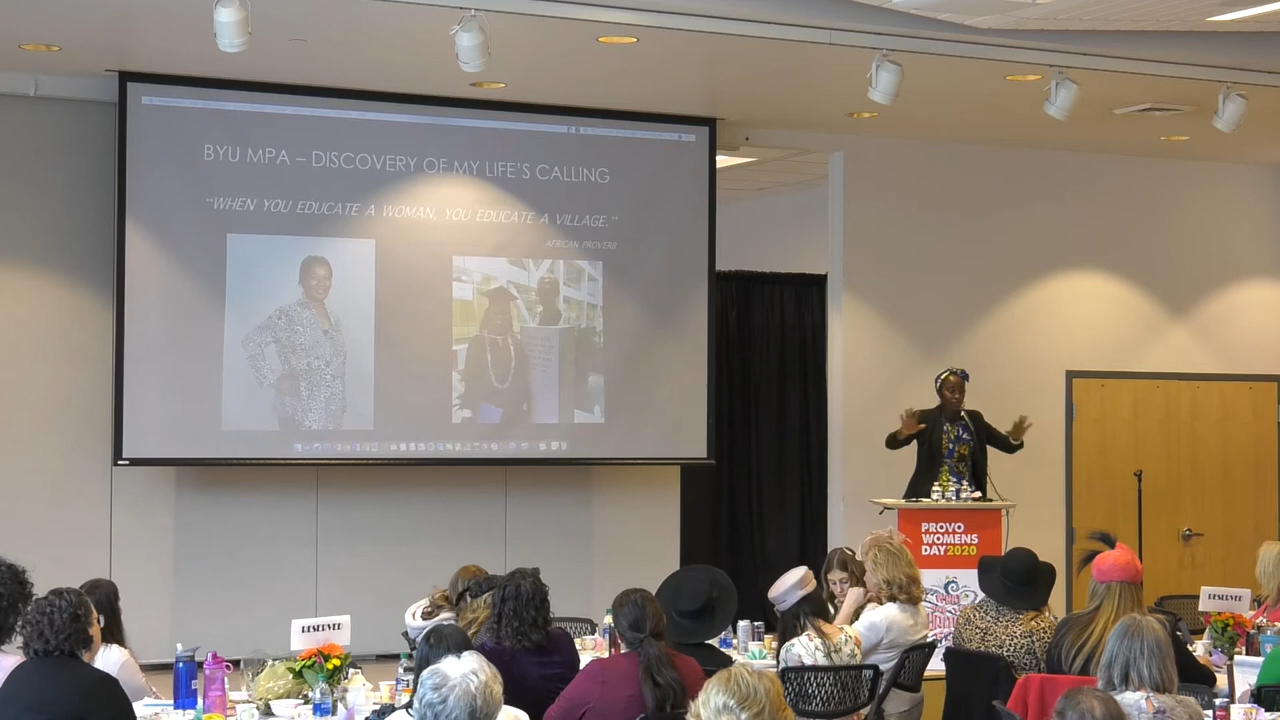 BYU MPA – DISCOVERY OF MY LIFE'S CALLING
"WHEN YOU EDUCATE A WOMAN, YOU EDUCATE A VILLAGE."
AFRICAN PROVERB
PROVO
WOMENS
DAY2020
RESERVED
RESERVED